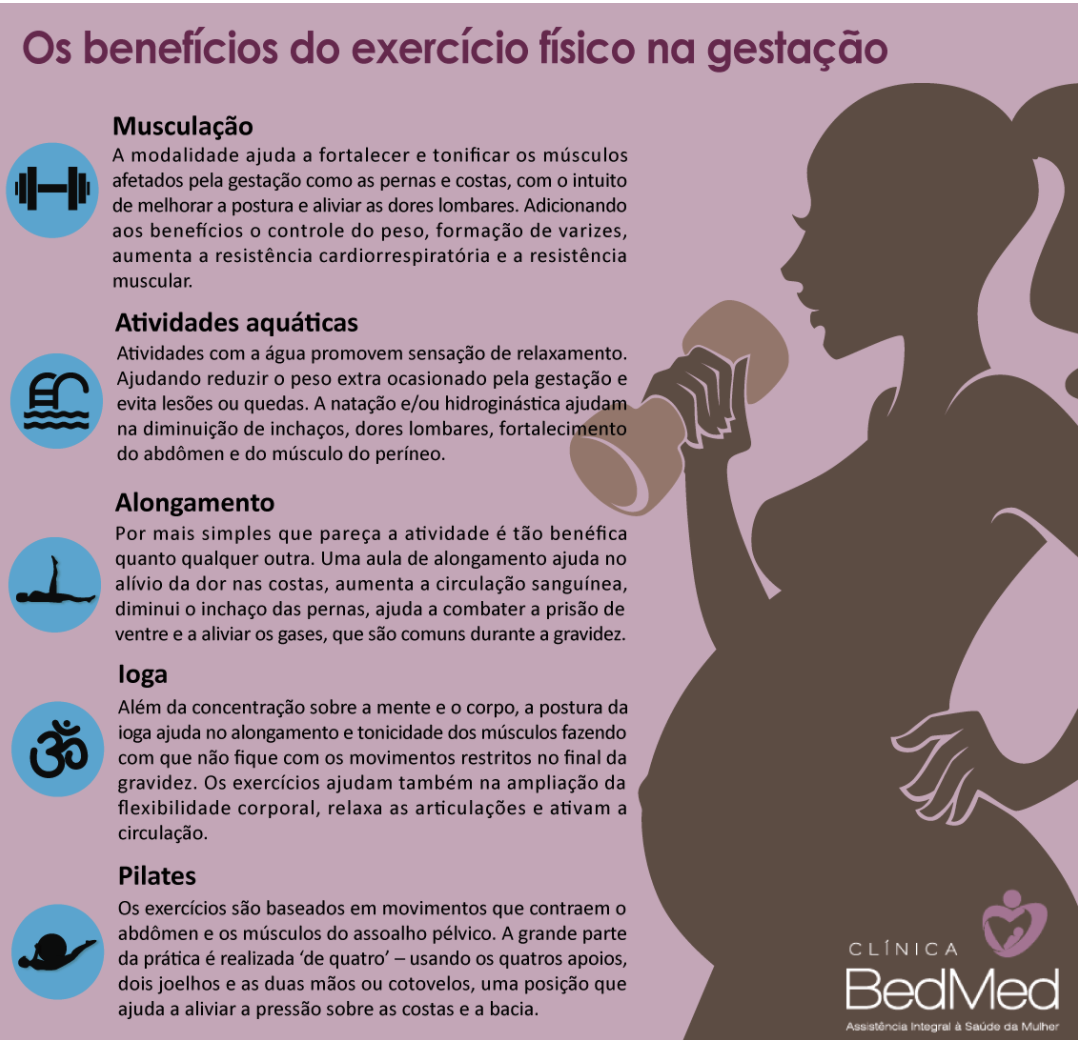 Os benefícios do exercício físico na gestação
Musculação
A modalidade ajuda a fortalecer e tonificar os músculos
afetados pela gestação como as pernas e costas, com o intuito
de melhorar a postura e aliviar as dores lombares. Adicionando
aos benefícios o controle do peso, formação de varizes,
aumenta a resistência cardiorrespiratória e a resistência
muscular.
Atividades aquáticas
Atividades com a água promovem sensação de relaxamento.
Ajudando reduzir o peso extra ocasionado pela gestação e
evita lesões ou quedas. A natação e/ou hidroginástica ajudam
na diminuição de inchaços, dores lombares, fortalecimento
do abdômen e do músculo do períneo.
Alongamento
Por mais simples que pareça a atividade é tão benéfica
quanto qualquer outra. Uma aula de alongamento ajuda no
alívio da dor nas costas, aumenta a circulação sanguínea,
diminui o inchaço das pernas, ajuda a combater a prisão de
ventre e a aliviar os gases, que são comuns durante a gravidez.
Ioga
Além da concentração sobre a mente e o corpo, a postura da
ioga ajuda no alongamento e tonicidade dos músculos fazendo
com que não fique com os movimentos restritos no final da
gravidez. Os exercícios ajudam também na ampliação da
flexibilidade corporal, relaxa as articulações e ativam a
circulação.
Pilates
Os exercícios são baseados em movimentos que contraem o
abdômen e os músculos do assoalho pélvico. A grande parte
da prática é realizada ‘de quatro’ – usando os quatros apoios,
dois joelhos e as duas mãos ou cotovelos, uma posição que
ajuda a aliviar a pressão sobre as costas e a bacia.
CLÍNICA
BedMed
Assistência Integral à Saúde da Mulher